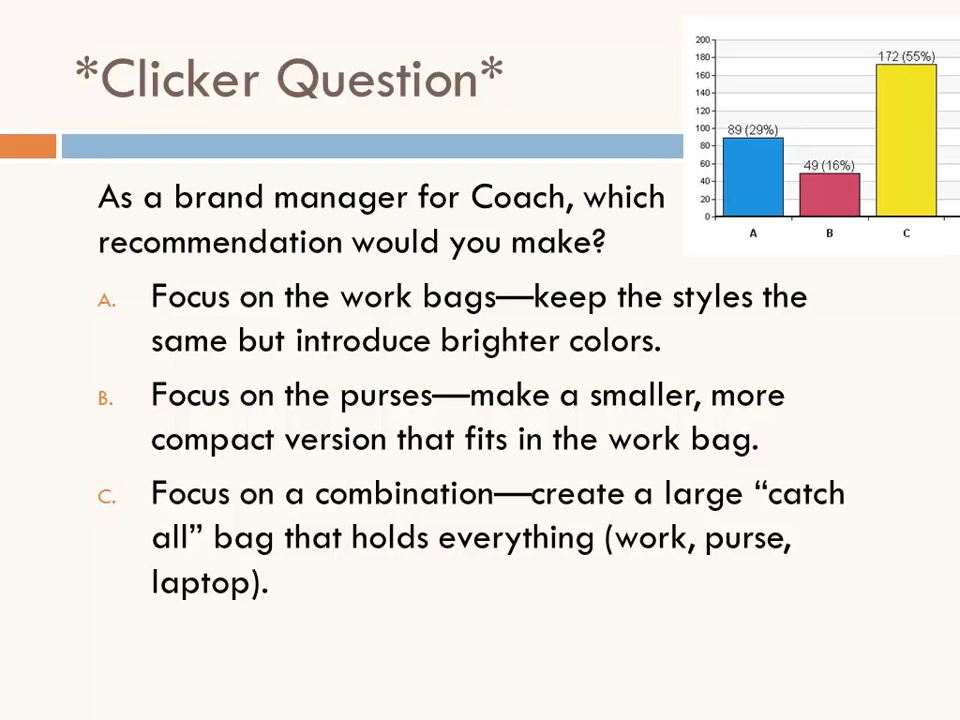 *Clicker Question*
200
180
160
140
120
100
80
60
40
20
0
89 (29%)
49 (16%)
172 (55%)
A
B
C
As a brand manager for Coach, which
recommendation would you make?
A. Focus on the work bags—keep the styles the
same but introduce brighter colors.
B. Focus on the purses—make a smaller, more
compact version that fits in the work bag.
C. Focus on a combination—create a large “catch
all” bag that holds everything (work, purse,
laptop).